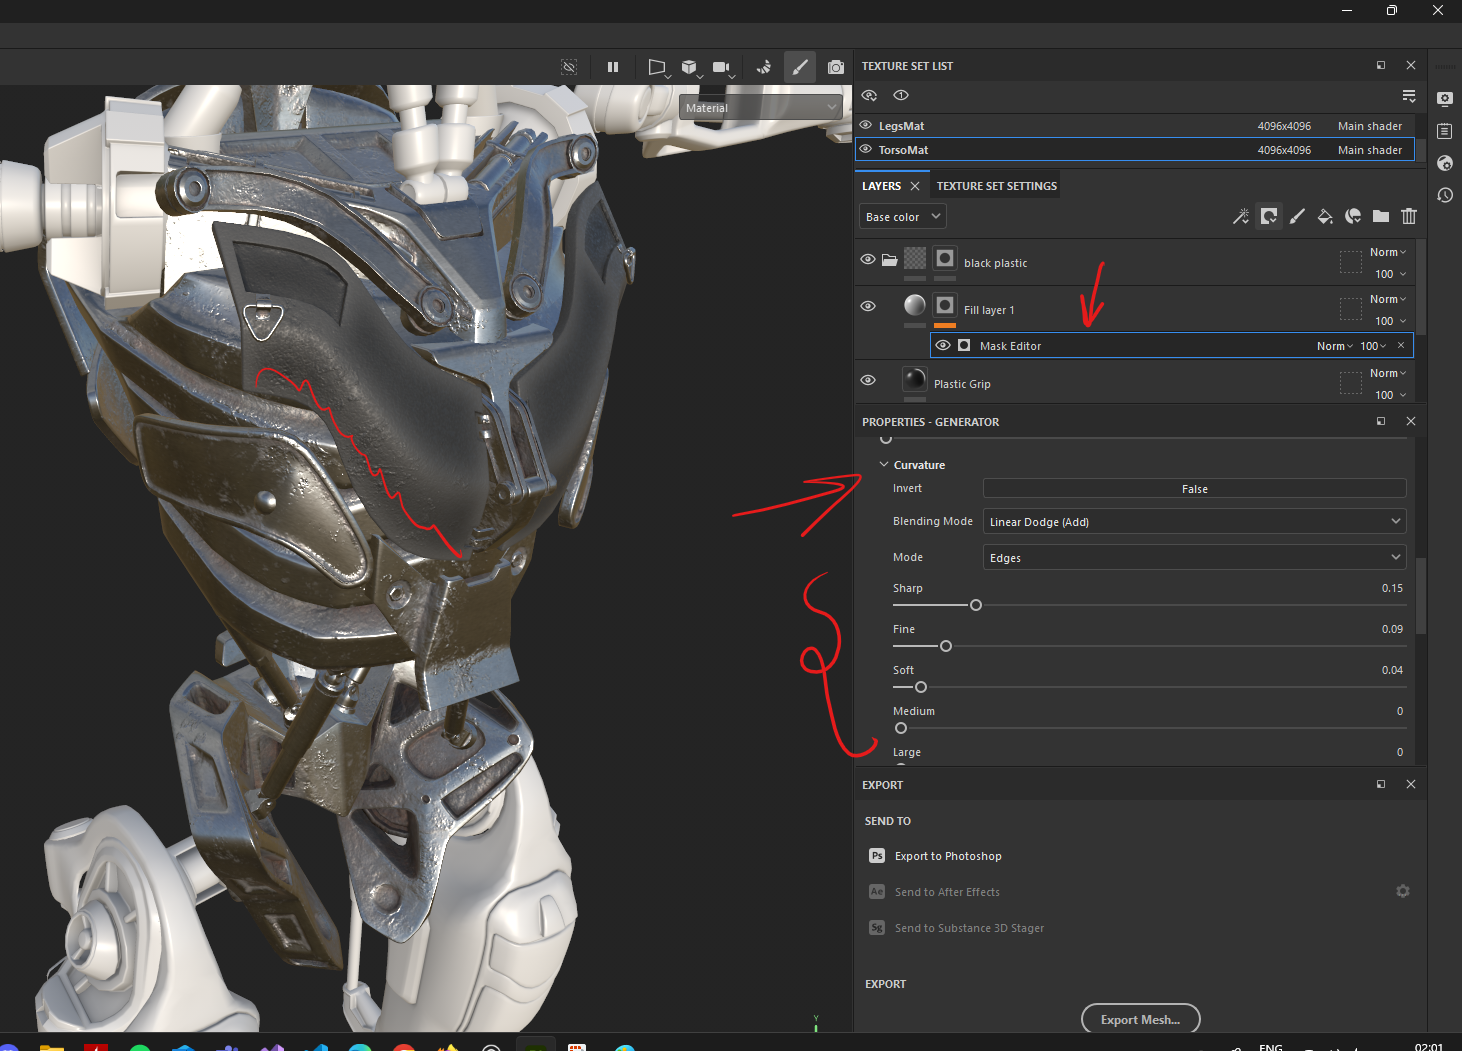 TEXTURE SET LIST
Material
LegsMat 4096x4096 Main shader
TorsoMat 4096x4096 Main shader
LAYERS TEXTURE SET SETTINGS
Base color
Norm
black plastic
100
Norm
Fill layer 1
100
Mask Editor Norm 100
Norm
Plastic Grip
100
PROPERTIES - GENERATOR
Curvature
Invert False
Blending Mode Linear Dodge (Add)
Mode Edges
Sharp 0.15
Fine 0.09
Soft 0.04
Medium 0
Large 0
EXPORT
SEND TO
Ps Export to Photoshop
Ae Send to After Effects
Sg Send to Substance 3D Stager
EXPORT
Export Mesh...
Y
ENG 02:01